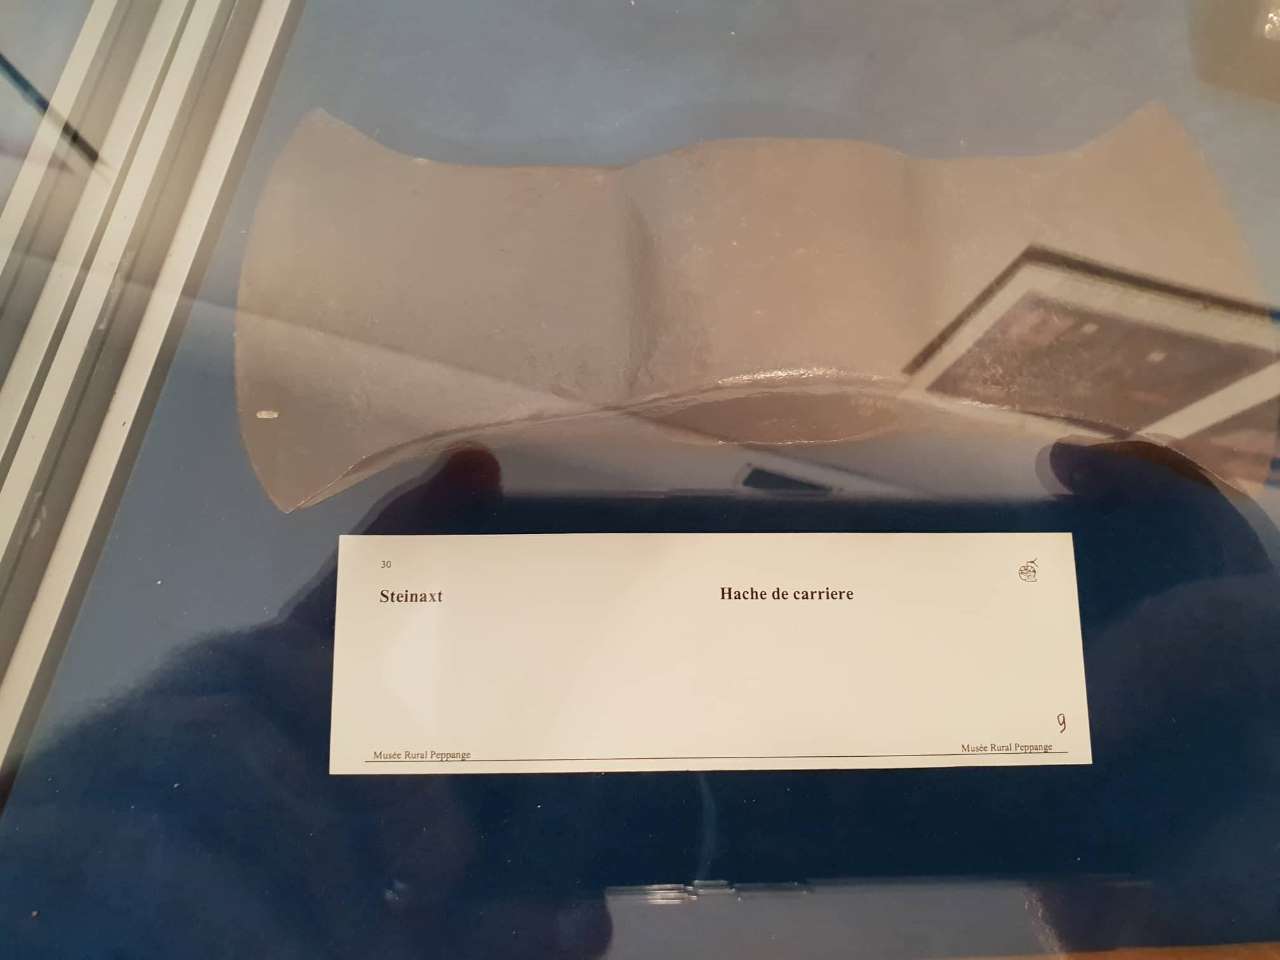 30
Steinaxt
Hache de carriere
9
Musée Rural Peppange
Musée Rural Peppange